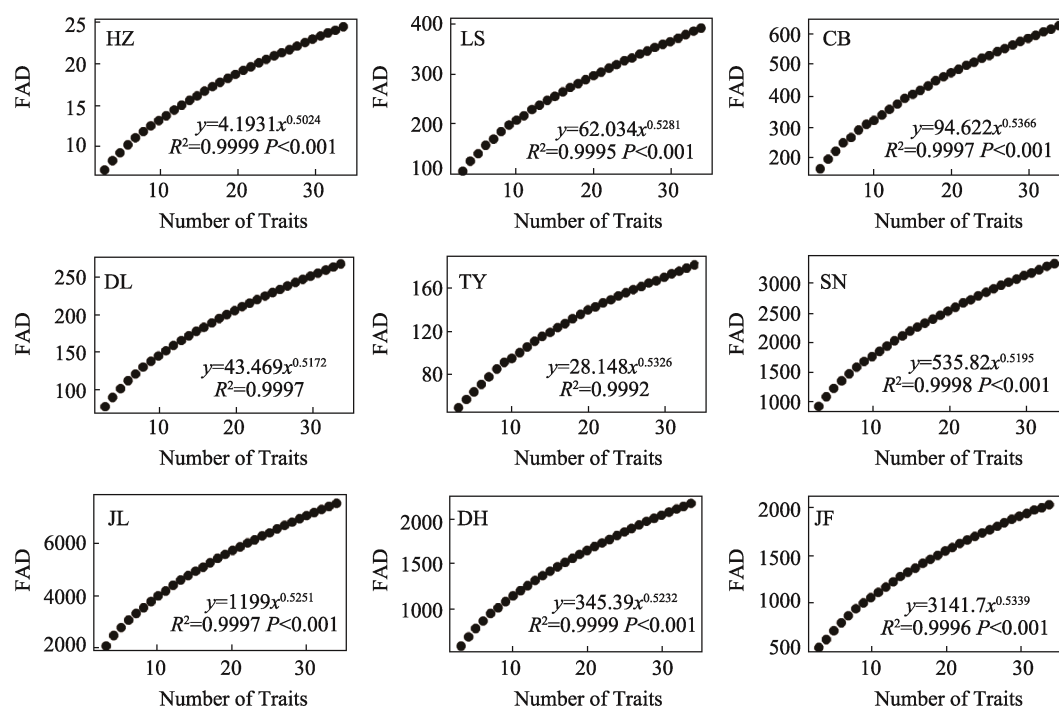 HZ
FAD
25
20
15
10
y=4.1931x^0.5024
R²=0.9999 P<0.001
10 20 30
Number of Traits
LS
FAD
400
300
200
100
y=62.034x^0.5281
R²=0.9995 P<0.001
10 20 30
Number of Traits
CB
FAD
600
500
400
300
200
y=94.622x^0.5366
R²=0.9997 P<0.001
10 20 30
Number of Traits
DL
FAD
250
200
150
100
y=43.469x^0.5172
R²=0.9997
10 20 30
Number of Traits
TY
FAD
160
120
80
y=28.148x^0.5326
R²=0.9992
10 20 30
Number of Traits
SN
FAD
3000
2500
2000
1500
1000
y=535.82x^0.5195
R²=0.9998 P<0.001
10 20 30
Number of Traits
JL
FAD
6000
4000
2000
y=1199x^0.5251
R²=0.9997 P<0.001
10 20 30
Number of Traits
DH
FAD
2000
1500
1000
y=345.39x^0.5232
R²=0.9999 P<0.001
10 20 30
Number of Traits
JF
FAD
2000
1500
1000
500
y=3141.7x^0.5339
R²=0.9996 P<0.001
10 20 30
Number of Traits